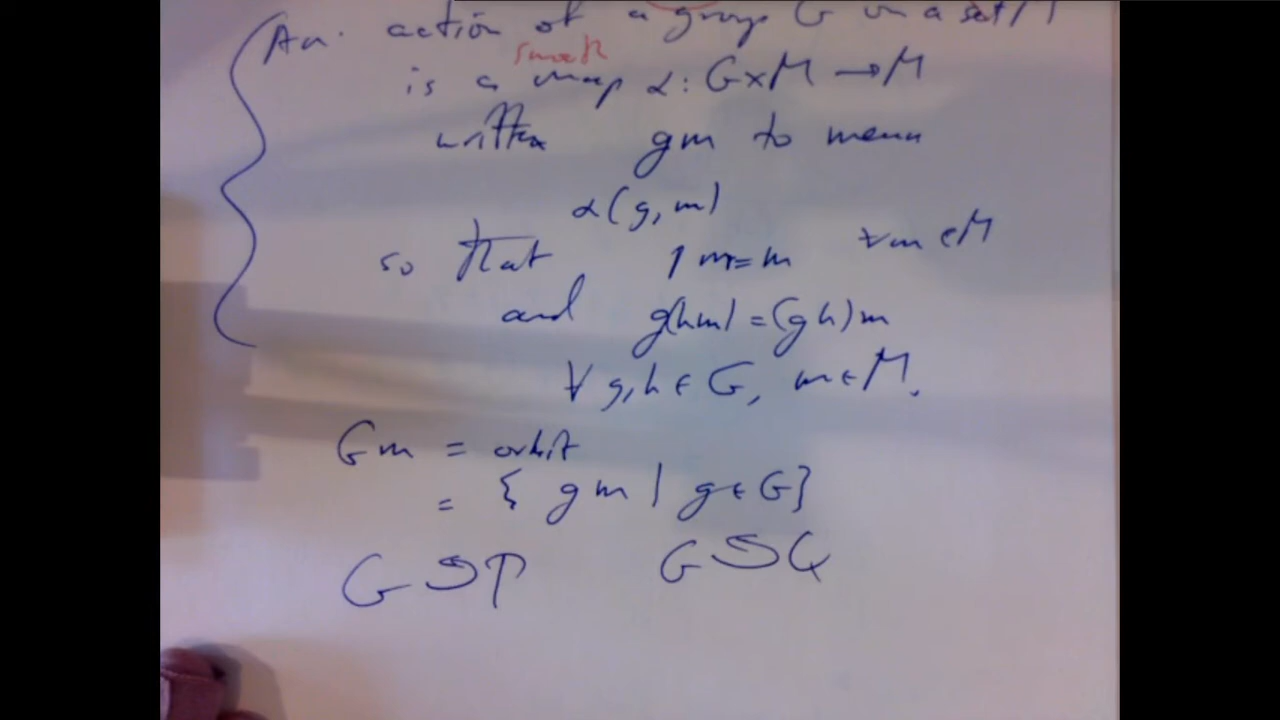 An action of a group G on a set M
smooth
is a map α: G×M → M
written gm to mean
α(g,m)
so that 1m=m ∀m∈M
and g(hm)=(gh)m
∀ g,h ∈ G, m∈M.
Gm = orbit
= { gm | g∈G}
G ↻ P G ↻ Q